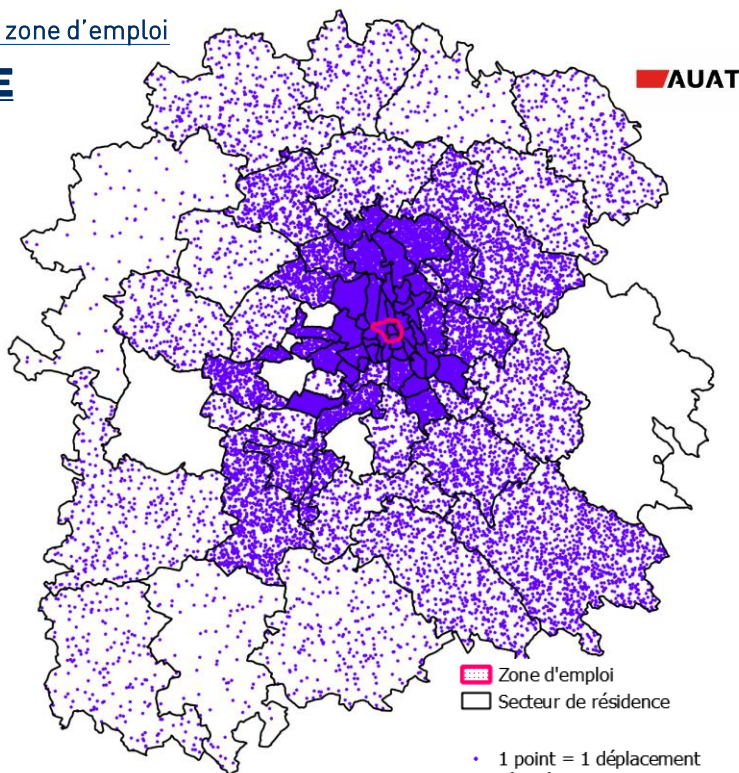 zone d'emploi
E
AUAT
Zone d'emploi
Secteur de résidence
1 point = 1 déplacement